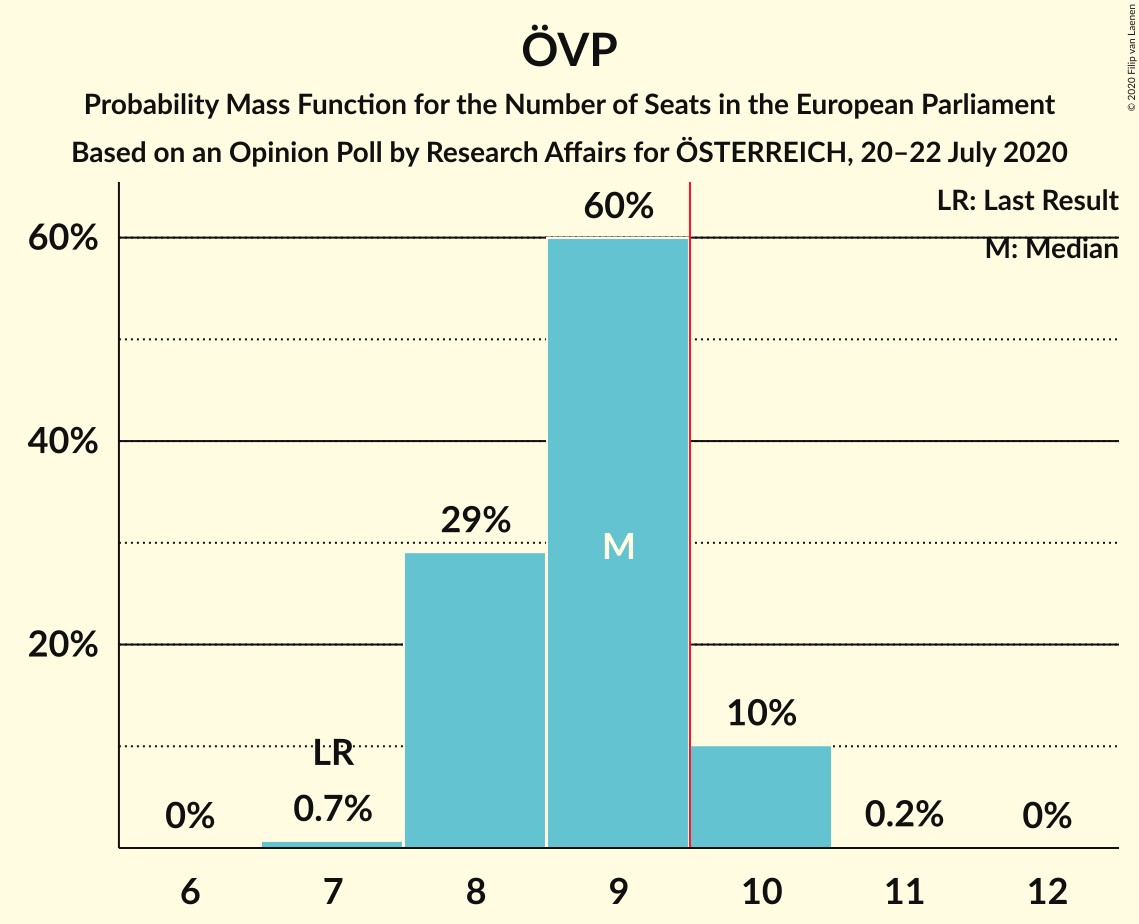 ÖVP
Probability Mass Function for the Number of Seats in the European Parliament
Based on an Opinion Poll by Research Affairs for ÖSTERREICH, 20–22 July 2020
© 2020 Filip van Laenen
LR: Last Result
M: Median
60%
40%
20%
0%
LR
0.7%
29%
60%
M
10%
0.2%
0%
6
7
8
9
10
11
12